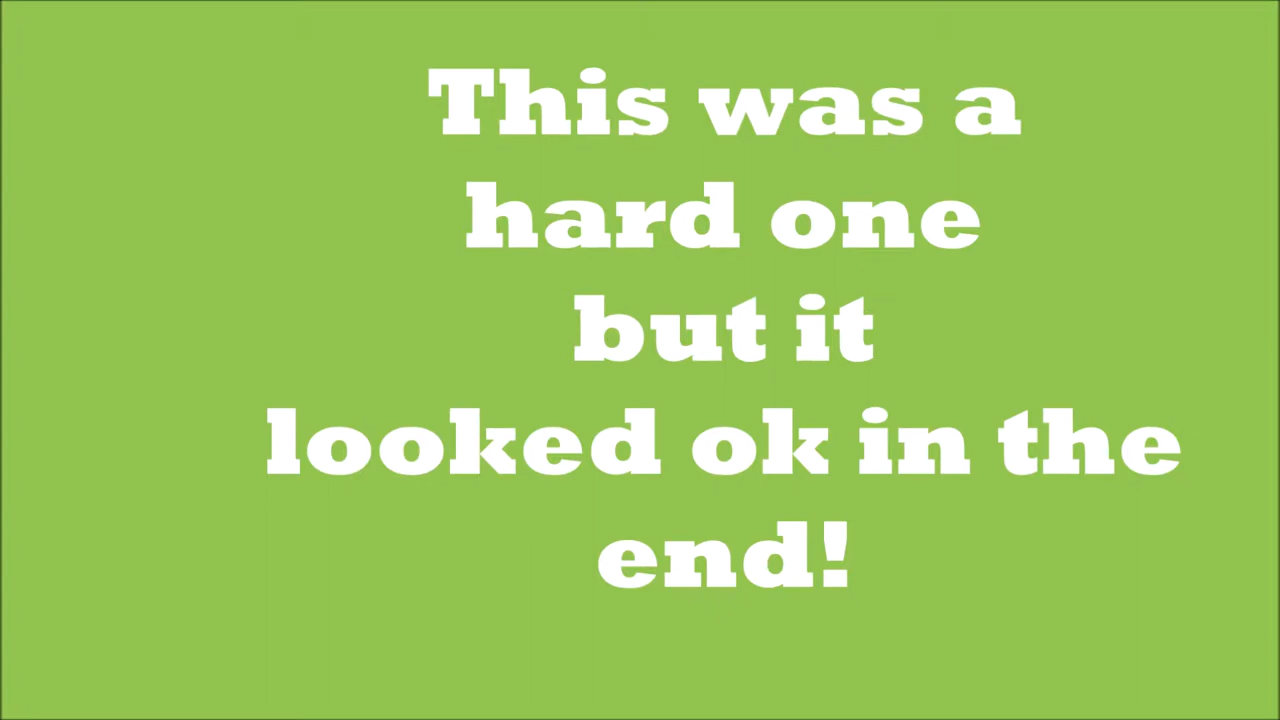 This was a
hard one
but it
looked ok in the
end!